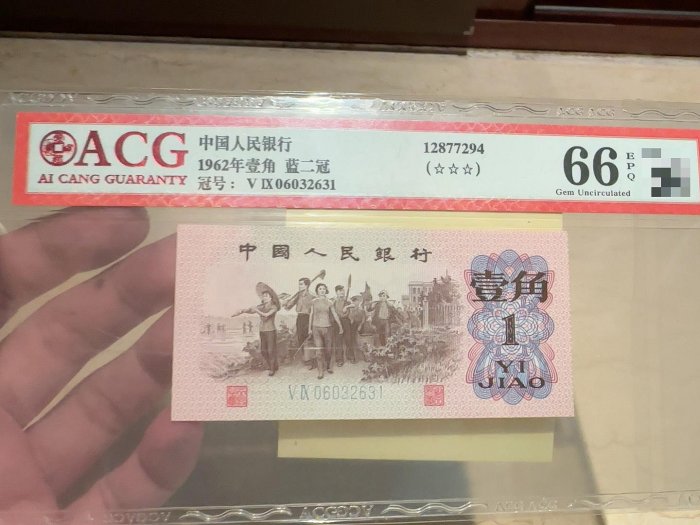 ACG
AI CANG GUARANTY
中国人民银行
1962年壹角 蓝二冠
冠号: V IX 06032631
12877294
(☆☆☆)
66
EPQ
Gem Uncirculated
中國人民銀行
壹角
1
YI
JIAO
V IX 06032631